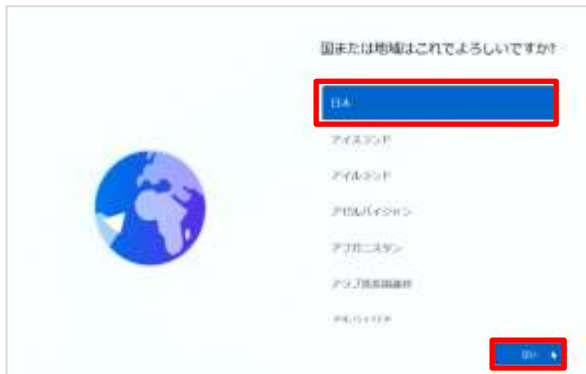 国または地域はこれでよろしいですか?
日本
アイスランド
アイルランド
アゼルバイジャン
アフガニスタン
アラブ首長国連邦
はい